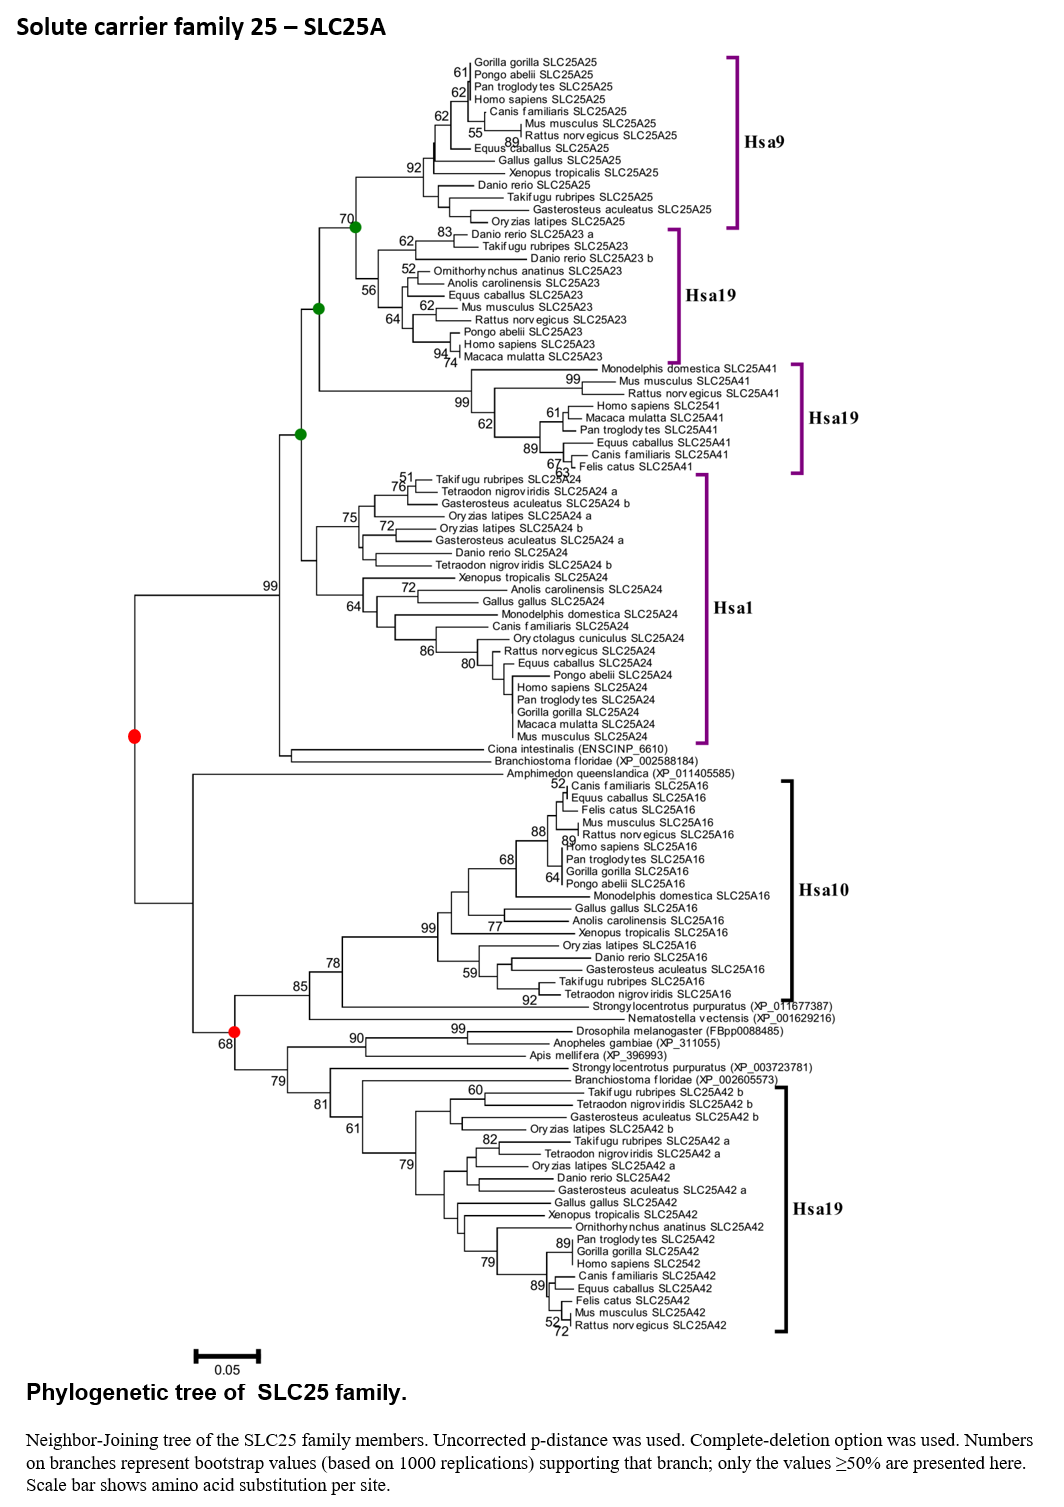 Solute carrier family 25 – SLC25A
Gorilla gorilla SLC25A25
61
Pongo abelii SLC25A25
Pan troglodytes SLC25A25
62
Homo sapiens SLC25A25
Canis familiaris SLC25A25
62
Mus musculus SLC25A25
55
Rattus norvegicus SLC25A25
89
Hsa9
Equus caballus SLC25A25
Gallus gallus SLC25A25
92
Xenopus tropicalis SLC25A25
Danio rerio SLC25A25
Takifugu rubripes SLC25A25
Gasterosteus aculeatus SLC25A25
70
Oryzias latipes SLC25A25
83
Danio rerio SLC25A23 a
62
Takifugu rubripes SLC25A23
Danio rerio SLC25A23 b
52
Ornithorhynchus anatinus SLC25A23
Anolis carolinensis SLC25A23
56
Equus caballus SLC25A23
Hsa19
62
Mus musculus SLC25A23
64
Rattus norvegicus SLC25A23
Pongo abelii SLC25A23
Homo sapiens SLC25A23
94
74
Macaca mulatta SLC25A23
Monodelphis domestica SLC25A41
99
Mus musculus SLC25A41
Rattus norvegicus SLC25A41
99
Homo sapiens SLC2541
61
Macaca mulatta SLC25A41
Hsa19
62
Pan troglodytes SLC25A41
89
Equus caballus SLC25A41
Canis familiaris SLC25A41
67
Felis catus SLC25A41
63
51
Takifugu rubripes SLC25A24
76
Tetraodon nigroviridis SLC25A24 a
Gasterosteus aculeatus SLC25A24 b
75
Oryzias latipes SLC25A24 a
72
Oryzias latipes SLC25A24 b
Gasterosteus aculeatus SLC25A24 a
Danio rerio SLC25A24
Tetraodon nigroviridis SLC25A24 b
Xenopus tropicalis SLC25A24
99
72
Anolis carolinensis SLC25A24
64
Gallus gallus SLC25A24
Hsa1
Monodelphis domestica SLC25A24
Canis familiaris SLC25A24
86
Oryctolagus cuniculus SLC25A24
Rattus norvegicus SLC25A24
80
Equus caballus SLC25A24
Pongo abelii SLC25A24
Homo sapiens SLC25A24
Pan troglodytes SLC25A24
Gorilla gorilla SLC25A24
Macaca mulatta SLC25A24
Mus musculus SLC25A24
Ciona intestinalis (ENSCINP_6610)
Branchiostoma floridae (XP_002588184)
Amphimedon queenslandica (XP_011405585)
52
Canis familiaris SLC25A16
Equus caballus SLC25A16
Felis catus SLC25A16
88
Mus musculus SLC25A16
Rattus norvegicus SLC25A16
89
Homo sapiens SLC25A16
68
Pan troglodytes SLC25A16
Gorilla gorilla SLC25A16
64
Pongo abelii SLC25A16
Hsa10
Monodelphis domestica SLC25A16
Gallus gallus SLC25A16
77
Anolis carolinensis SLC25A16
99
Xenopus tropicalis SLC25A16
Oryzias latipes SLC25A16
78
Danio rerio SLC25A16
59
Gasterosteus aculeatus SLC25A16
85
Takifugu rubripes SLC25A16
92
Tetraodon nigroviridis SLC25A16
Strongylocentrotus purpuratus (XP_011677387)
Nematostella vectensis (XP_001629216)
99
Drosophila melanogaster (FBpp0088485)
68
90
Anopheles gambiae (XP_311055)
Apis mellifera (XP_396993)
Strongylocentrotus purpuratus (XP_003723781)
79
Branchiostoma floridae (XP_002605573)
60
Takifugu rubripes SLC25A42 b
81
Tetraodon nigroviridis SLC25A42 b
Gasterosteus aculeatus SLC25A42 b
61
Oryzias latipes SLC25A42 b
82
Takifugu rubripes SLC25A42 a
Tetraodon nigroviridis SLC25A42 a
79
Oryzias latipes SLC25A42 a
Danio rerio SLC25A42
Gasterosteus aculeatus SLC25A42 a
Gallus gallus SLC25A42
Hsa19
Xenopus tropicalis SLC25A42
Ornithorhynchus anatinus SLC25A42
89
Pan troglodytes SLC25A42
Gorilla gorilla SLC25A42
79
Homo sapiens SLC2542
Canis familiaris SLC25A42
89
Equus caballus SLC25A42
Felis catus SLC25A42
Mus musculus SLC25A42
52
Rattus norvegicus SLC25A42
72
0.05
Phylogenetic tree of SLC25 family.
Neighbor-Joining tree of the SLC25 family members. Uncorrected p-distance was used. Complete-deletion option was used. Numbers
on branches represent bootstrap values (based on 1000 replications) supporting that branch; only the values ≥50% are presented here.
Scale bar shows amino acid substitution per site.